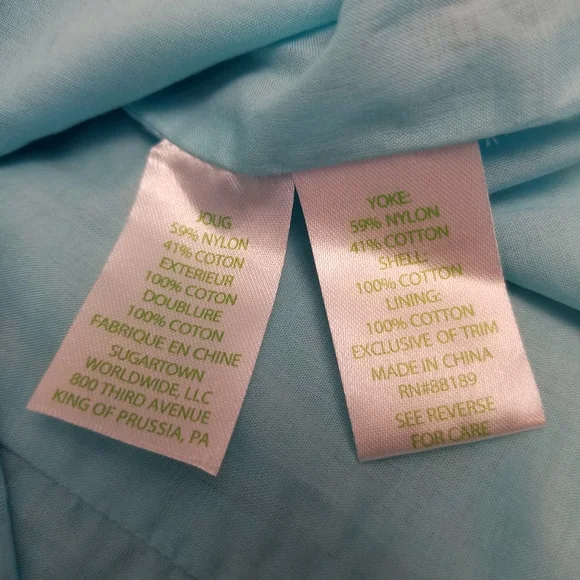 JOUG
59% NYLON
41% COTON
EXTERIEUR
100% COTON
DOUBLURE
100% COTON
FABRIQUE EN CHINE
SUGARTOWN
WORLDWIDE, LLC
800 THIRD AVENUE
KING OF PRUSSIA, PA
YOKE:
59% NYLON
41% COTTON
SHELL:
100% COTTON
LINING:
100% COTTON
EXCLUSIVE OF TRIM
MADE IN CHINA
RN#88189
SEE REVERSE
FOR CARE